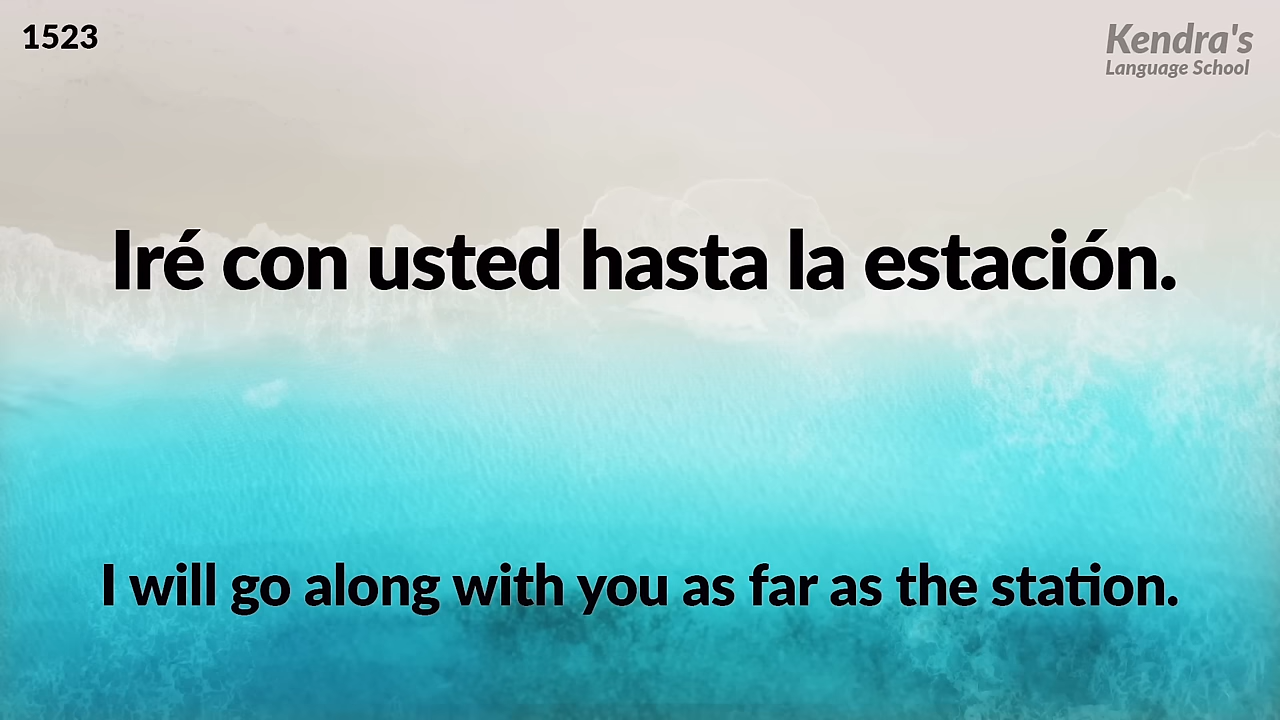 1523
Kendra's
Language School
Iré con usted hasta la estación.
I will go along with you as far as the station.